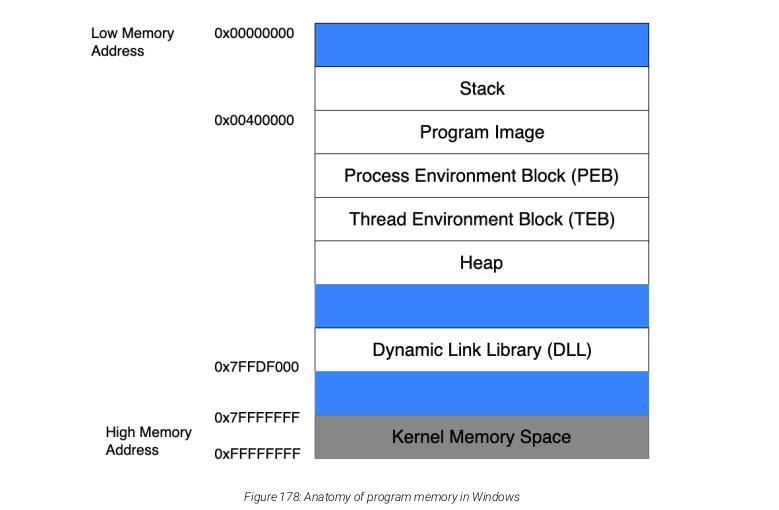 Low Memory
Address
0x00000000
Stack
0x00400000
Program Image
Process Environment Block (PEB)
Thread Environment Block (TEB)
Heap
Dynamic Link Library (DLL)
0x7FFDF000
0x7FFFFFFF
High Memory
Address
Kernel Memory Space
0xFFFFFFFF
Figure 178: Anatomy of program memory in Windows